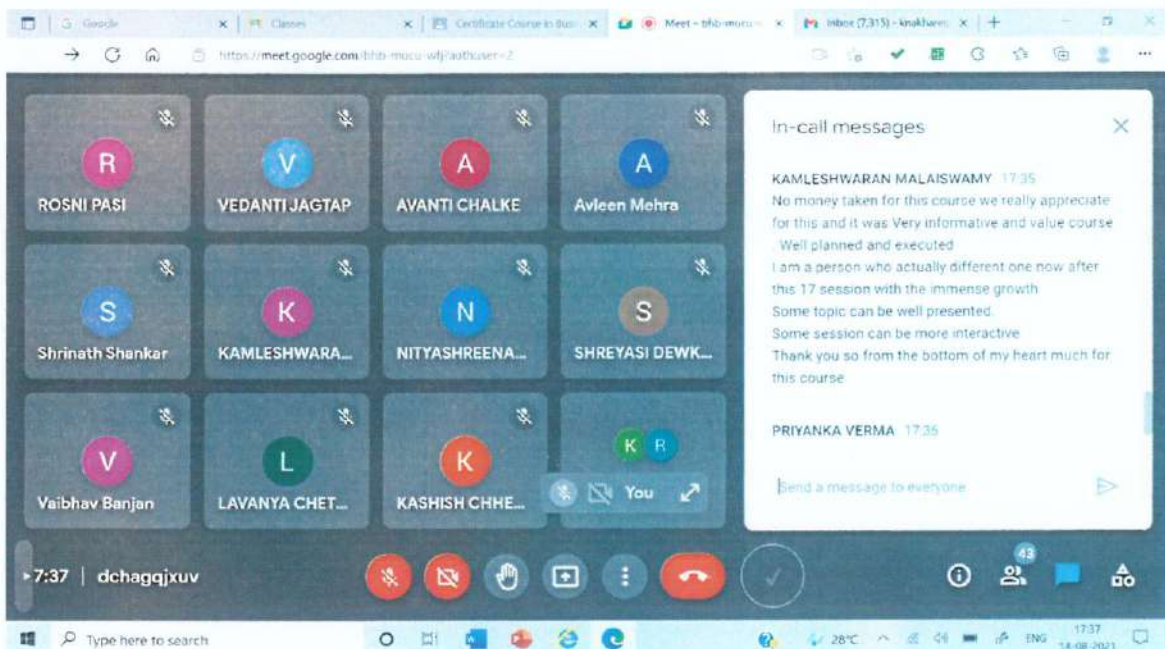 Google
Classes
Certificate Course in Busi
Meet – bhb-mucu-
Inbox (7,315) - knakhare
https://meet.google.com/bhb-mucu-wfj?authuser=2
R
ROSNI PASI
V
VEDANTI JAGTAP
A
AVANTI CHALKE
A
Avleen Mehra
S
Shrinath Shankar
K
KAMLESHWARA...
N
NITYASHREENA...
S
SHREYASI DEWK...
V
Vaibhav Banjan
L
LAVANYA CHET...
K
KASHISH CHHE...
K R
You
In-call messages
KAMLESHWARAN MALAISWAMY 17:35
No money taken for this course we really appreciate
for this and it was Very informative and value course
. Well planned and executed
I am a person who actually different one now after
this 17 session with the immense growth
Some topic can be well presented.
Some session can be more interactive
Thank you so from the bottom of my heart much for
this course
PRIYANKA VERMA 17:35
Send a message to everyone
7:37 | dchagqjxuv
43
Type here to search
28°C
ENG
17:37
14-08-2021